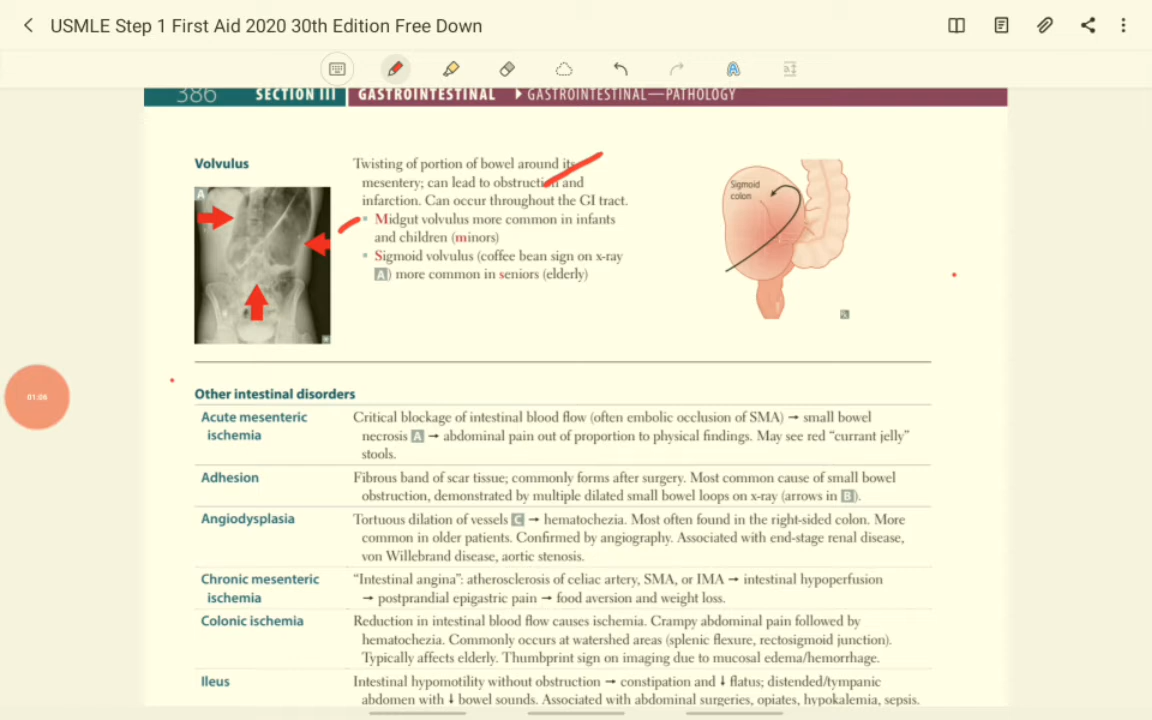 USMLE Step 1 First Aid 2020 30th Edition Free Down
386 SECTION III GASTROINTESTINAL ▶ GASTROINTESTINAL—PATHOLOGY
Volvulus
A
Twisting of portion of bowel around its
mesentery; can lead to obstruction and
infarction. Can occur throughout the GI tract.
▪ Midgut volvulus more common in infants
and children (minors)
▪ Sigmoid volvulus (coffee bean sign on x-ray
A) more common in seniors (elderly)
Sigmoid
colon
01:06
Other intestinal disorders
Acute mesenteric
ischemia
Critical blockage of intestinal blood flow (often embolic occlusion of SMA) → small bowel
necrosis A → abdominal pain out of proportion to physical findings. May see red “currant jelly”
stools.
Adhesion
Fibrous band of scar tissue; commonly forms after surgery. Most common cause of small bowel
obstruction, demonstrated by multiple dilated small bowel loops on x-ray (arrows in B).
Angiodysplasia
Tortuous dilation of vessels C → hematochezia. Most often found in the right-sided colon. More
common in older patients. Confirmed by angiography. Associated with end-stage renal disease,
von Willebrand disease, aortic stenosis.
Chronic mesenteric
ischemia
“Intestinal angina”: atherosclerosis of celiac artery, SMA, or IMA → intestinal hypoperfusion
→ postprandial epigastric pain → food aversion and weight loss.
Colonic ischemia
Reduction in intestinal blood flow causes ischemia. Crampy abdominal pain followed by
hematochezia. Commonly occurs at watershed areas (splenic flexure, rectosigmoid junction).
Typically affects elderly. Thumbprint sign on imaging due to mucosal edema/hemorrhage.
Ileus
Intestinal hypomotility without obstruction → constipation and ↓ flatus; distended/tympanic
abdomen with ↓ bowel sounds. Associated with abdominal surgeries, opiates, hypokalemia, sepsis.